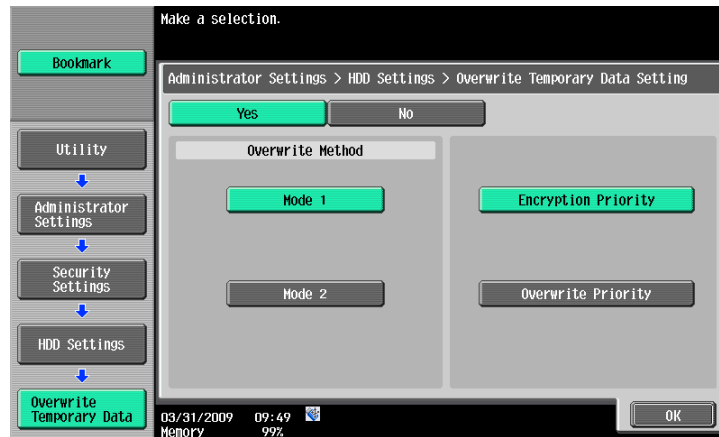 Make a selection.
Bookmark
Administrator Settings > HDD Settings > Overwrite Temporary Data Setting
Yes
No
Utility
Administrator
Settings
Security
Settings
HDD Settings
Overwrite
Temporary Data
Overwrite Method
Mode 1
Mode 2
Encryption Priority
Overwrite Priority
03/31/2009 09:49
Memory 99%
OK